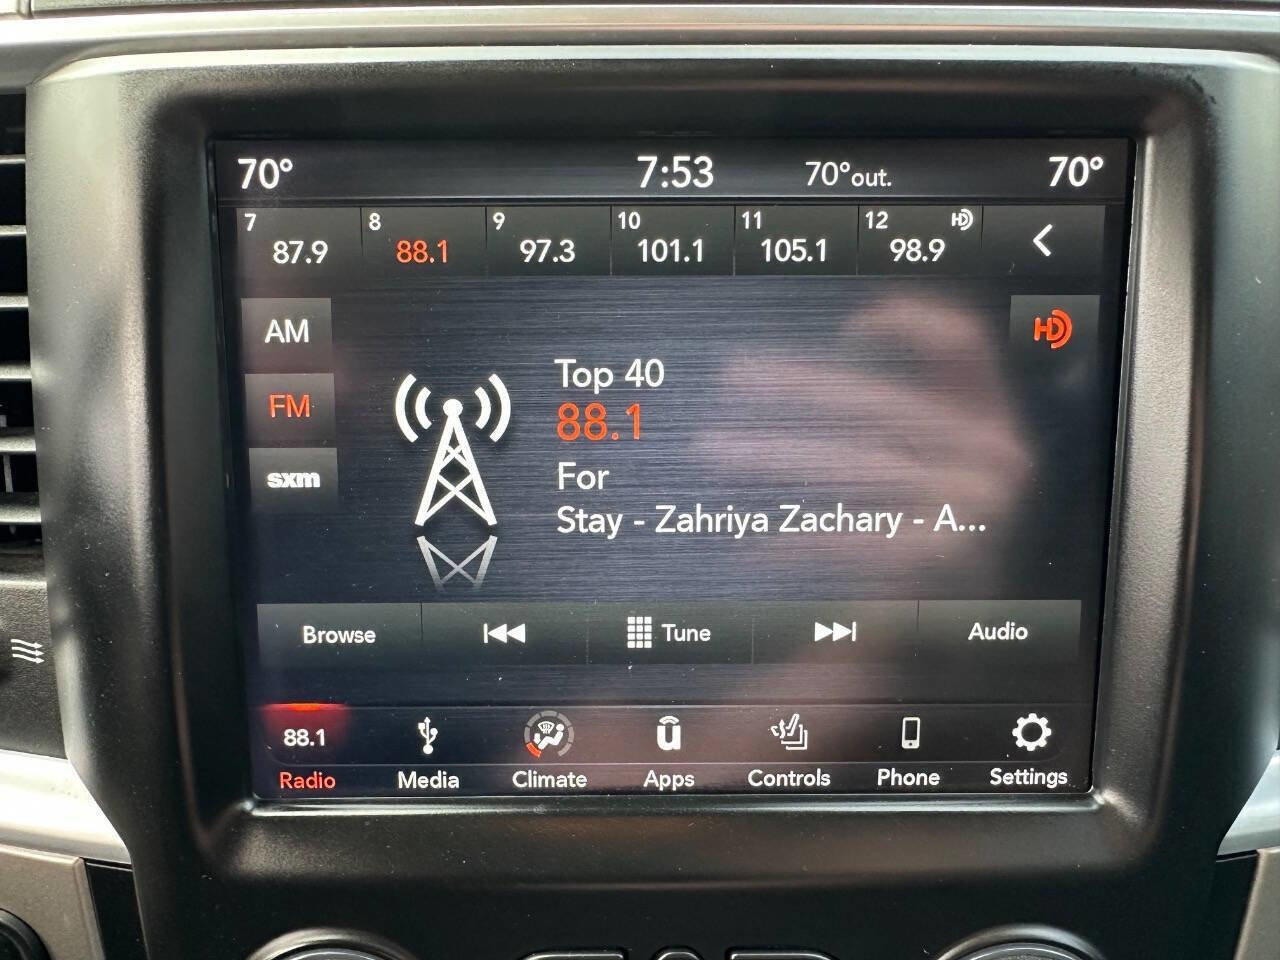 70° 7:53 70°out. 70°
7 8 9 10 11 12 HD
87.9 88.1 97.3 101.1 105.1 98.9
AM HD
FM
sxm
Top 40
88.1
For
Stay - Zahriya Zachary - A...
Browse Tune Audio
88.1 u
Radio Media Climate Apps Controls Phone Settings